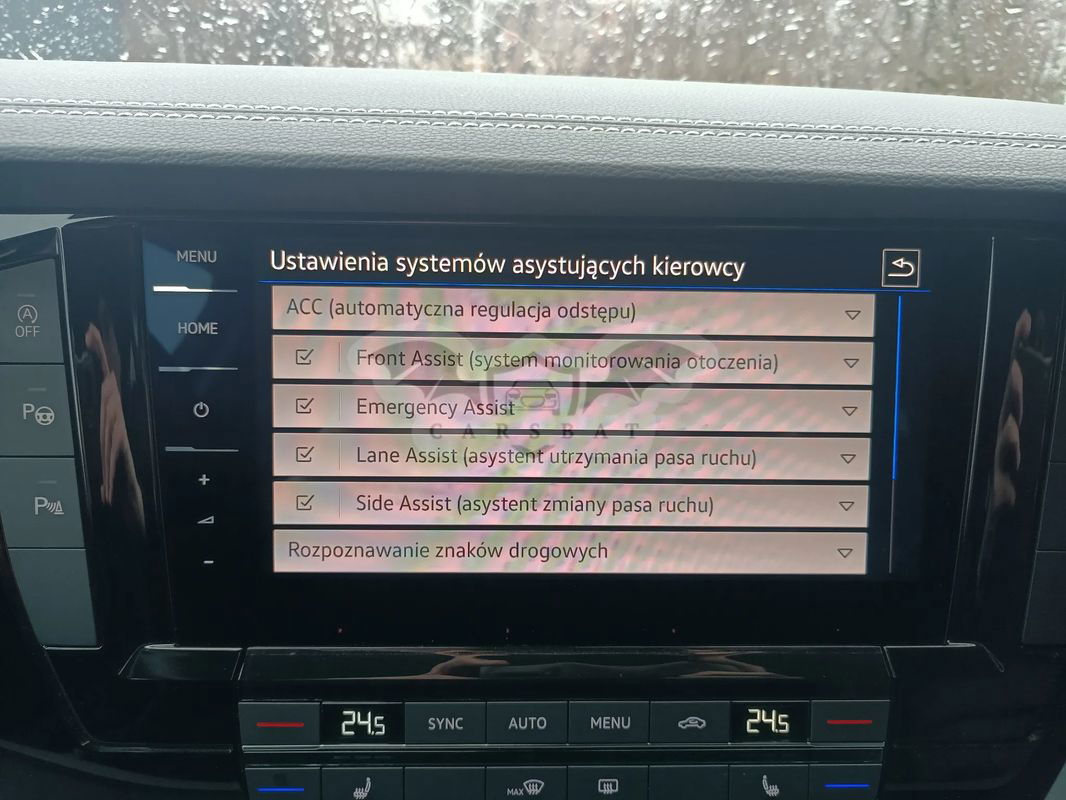 MENU
HOME
Ustawienia systemów asystujących kierowcy
ACC (automatyczna regulacja odstępu)
Front Assist (system monitorowania otoczenia)
Emergency Assist
CARSBAT
Lane Assist (asystent utrzymania pasa ruchu)
Side Assist (asystent zmiany pasa ruchu)
Rozpoznawanie znaków drogowych
A
OFF
P
P
24.5
SYNC
AUTO
MENU
24.5
MAX